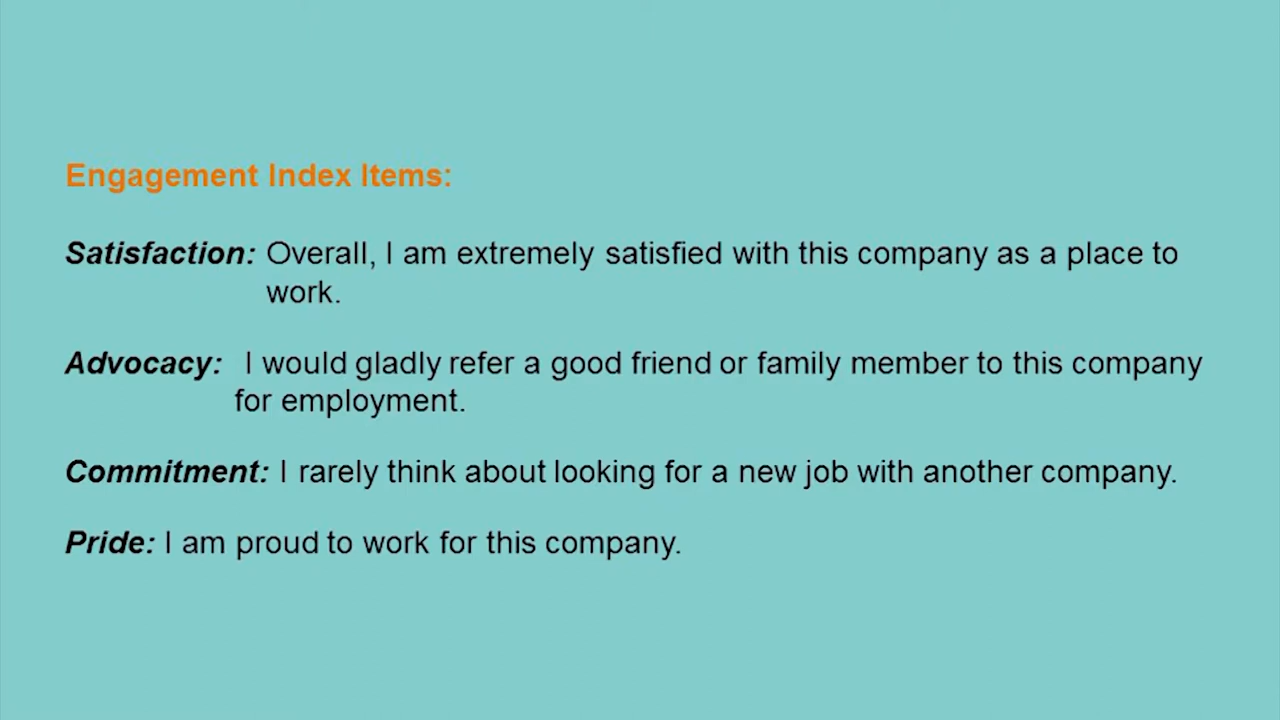 Engagement Index Items:
Satisfaction: Overall, I am extremely satisfied with this company as a place to
work.
Advocacy: I would gladly refer a good friend or family member to this company
for employment.
Commitment: I rarely think about looking for a new job with another company.
Pride: I am proud to work for this company.